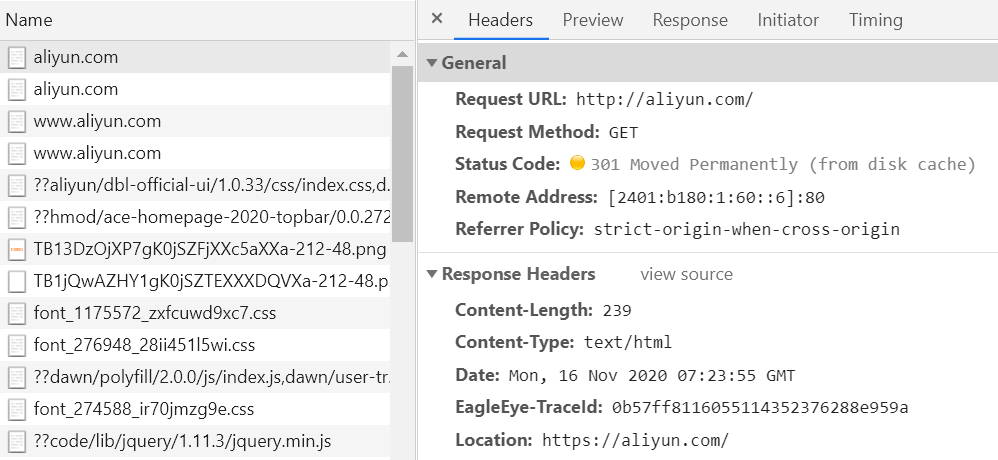 Name
aliyun.com
aliyun.com
www.aliyun.com
www.aliyun.com
??aliyun/dbl-official-ui/1.0.33/css/index.css,d.
??hmod/ace-homepage-2020-topbar/0.0.272
TB13DzOjXP7gK0jSZFjXXc5aXXa-212-48.png
TB1jQwAZHY1gK0jSZTEXXXDQVXa-212-48.p
font_1175572_zxfcuwd9xc7.css
font_276948_28ii451l5wi.css
??dawn/polyfill/2.0.0/js/index.js,dawn/user-tr.
font_274588_ir70jmzg9e.css
??code/lib/jquery/1.11.3/jquery.min.js
× Headers Preview Response Initiator Timing
▼ General
Request URL: http://aliyun.com/
Request Method: GET
Status Code: 301 Moved Permanently (from disk cache)
Remote Address: [2401:b180:1:60::6]:80
Referrer Policy: strict-origin-when-cross-origin
▼ Response Headers view source
Content-Length: 239
Content-Type: text/html
Date: Mon, 16 Nov 2020 07:23:55 GMT
EagleEye-TraceId: 0b57ff8116055114352376288e959a
Location: https://aliyun.com/